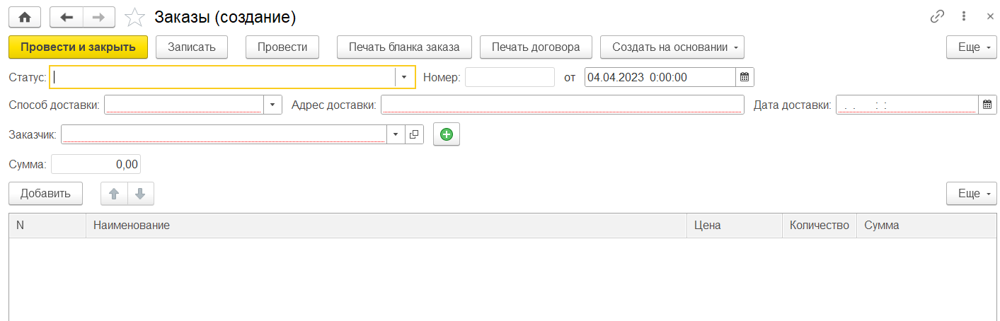 Заказы (создание)
Провести и закрыть Записать Провести Печать бланка заказа Печать договора Создать на основании Еще
Статус: Номер: от 04.04.2023 0:00:00
Способ доставки: Адрес доставки: Дата доставки: . . : :
Заказчик:
Сумма: 0,00
Добавить Еще
N Наименование Цена Количество Сумма